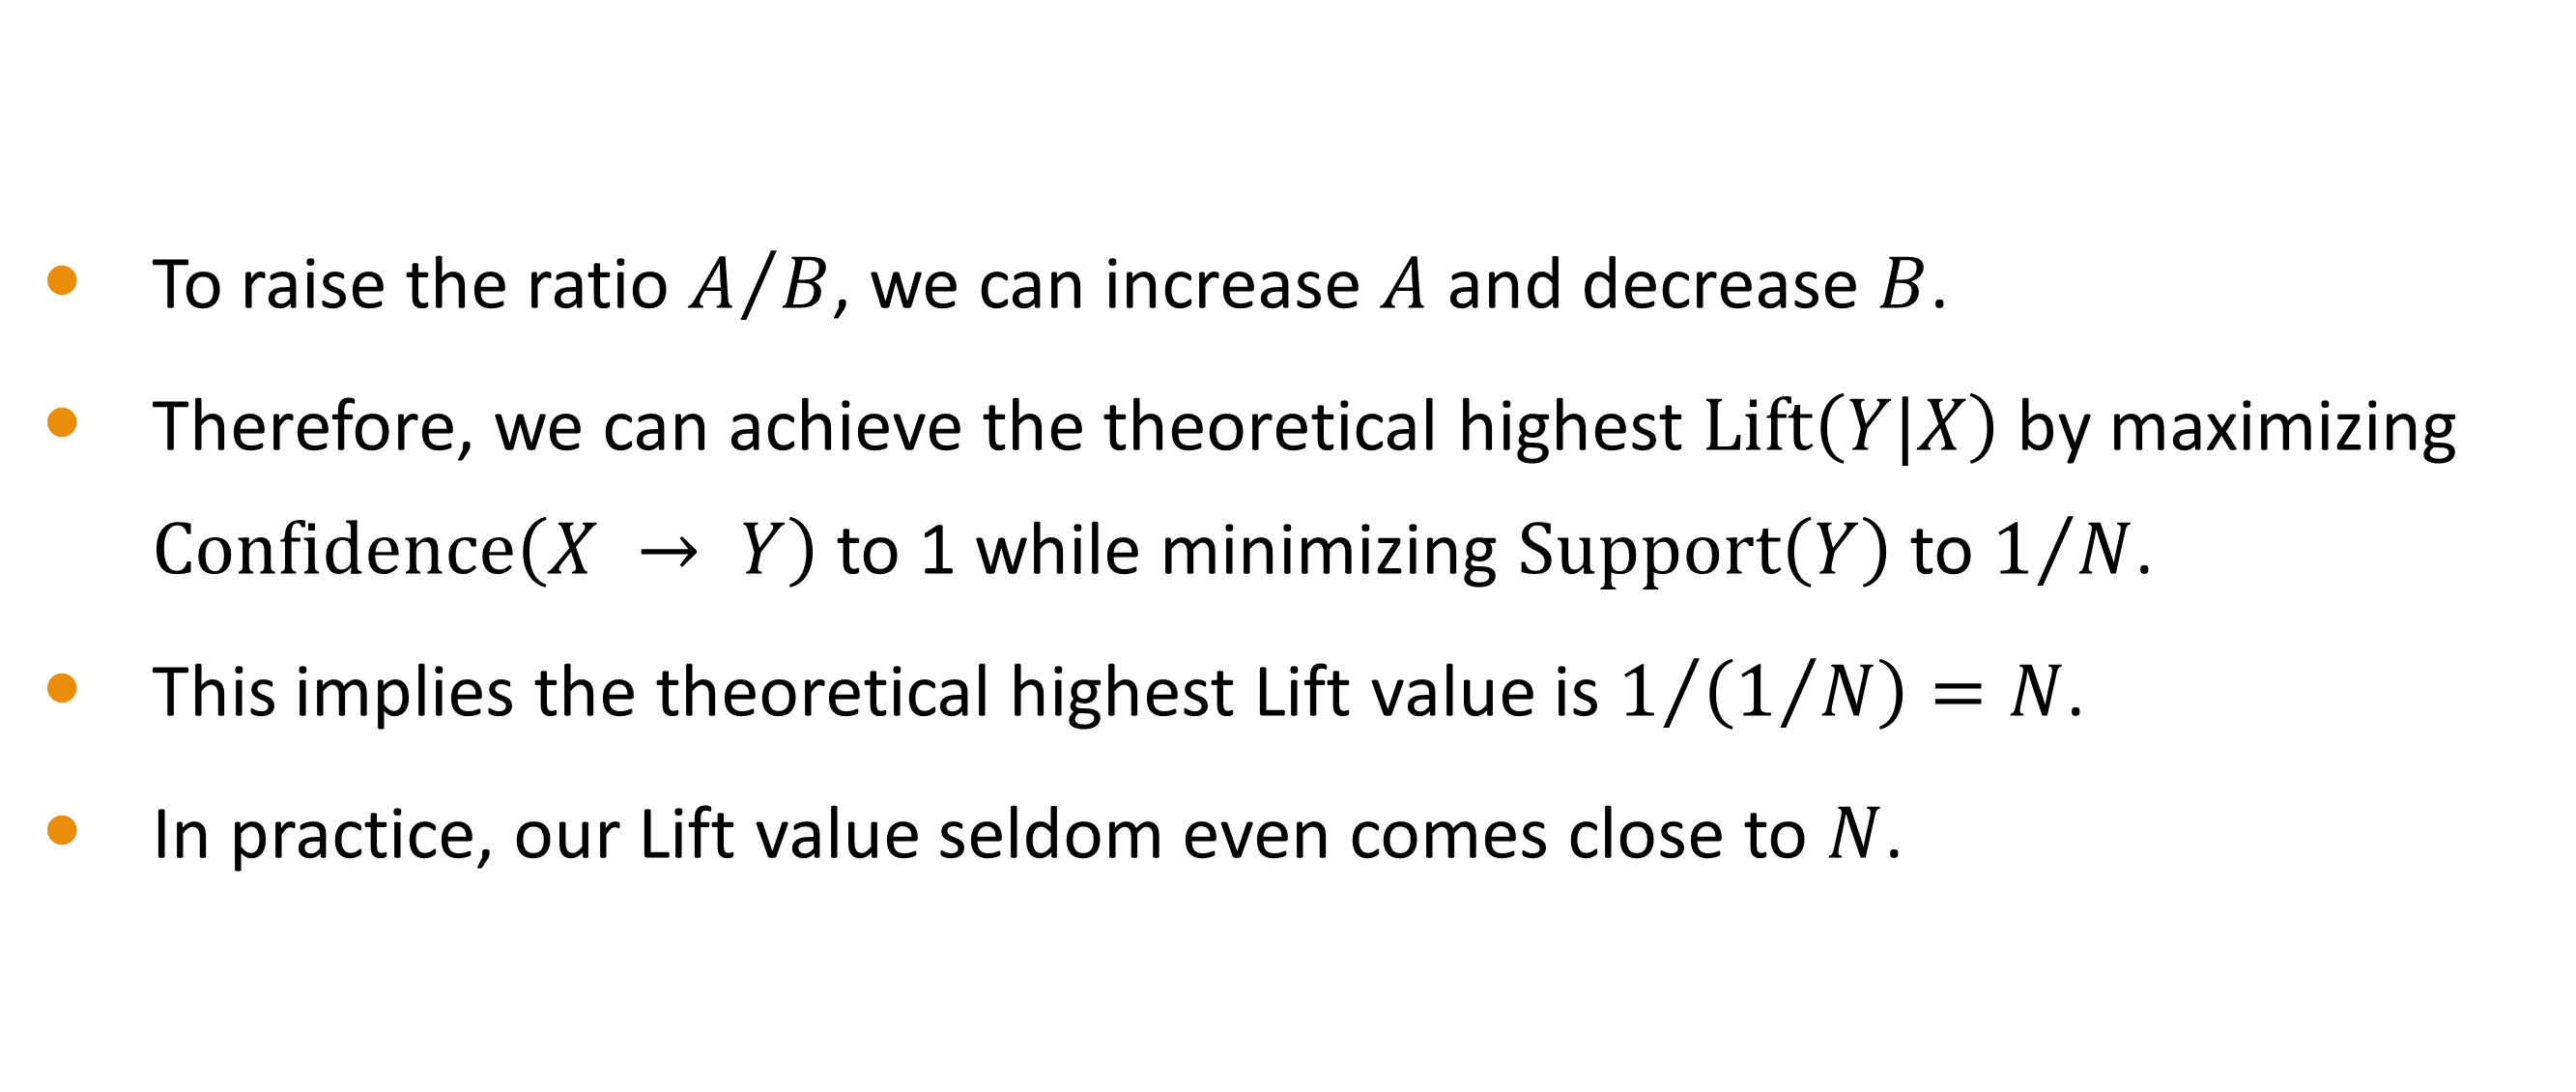 • To raise the ratio A/B, we can increase A and decrease B.
• Therefore, we can achieve the theoretical highest Lift(Y|X) by maximizing
Confidence(X → Y) to 1 while minimizing Support(Y) to 1/N.
• This implies the theoretical highest Lift value is 1/(1/N) = N.
• In practice, our Lift value seldom even comes close to N.